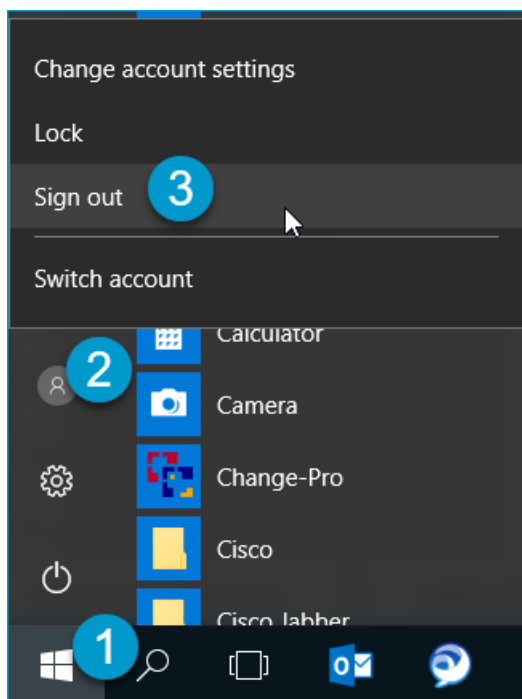 Change account settings
Lock
Sign out 3
Switch account
Calculator
2
Camera
Change-Pro
Cisco
Cisco Jabber
1